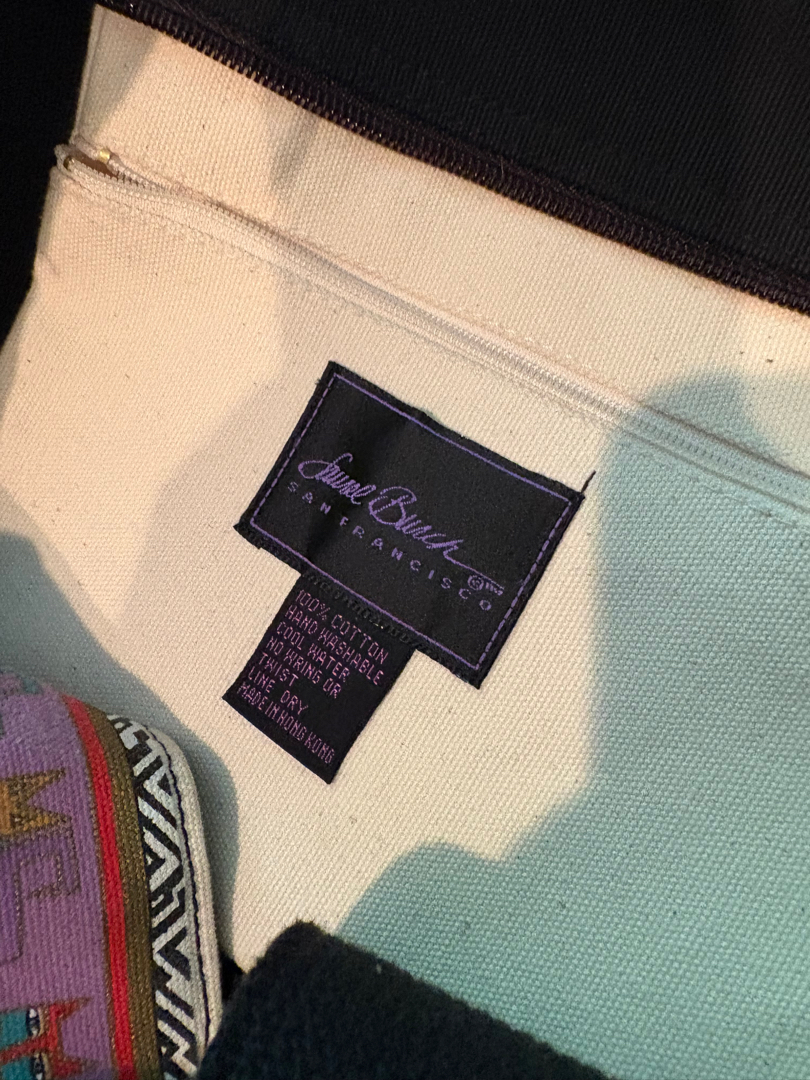 Laurel Burch
SAN FRANCISCO
100% COTTON
HAND WASHABLE
COOL WATER
NO WRING OR
TWIST
LINE DRY
MADE IN HONG KONG